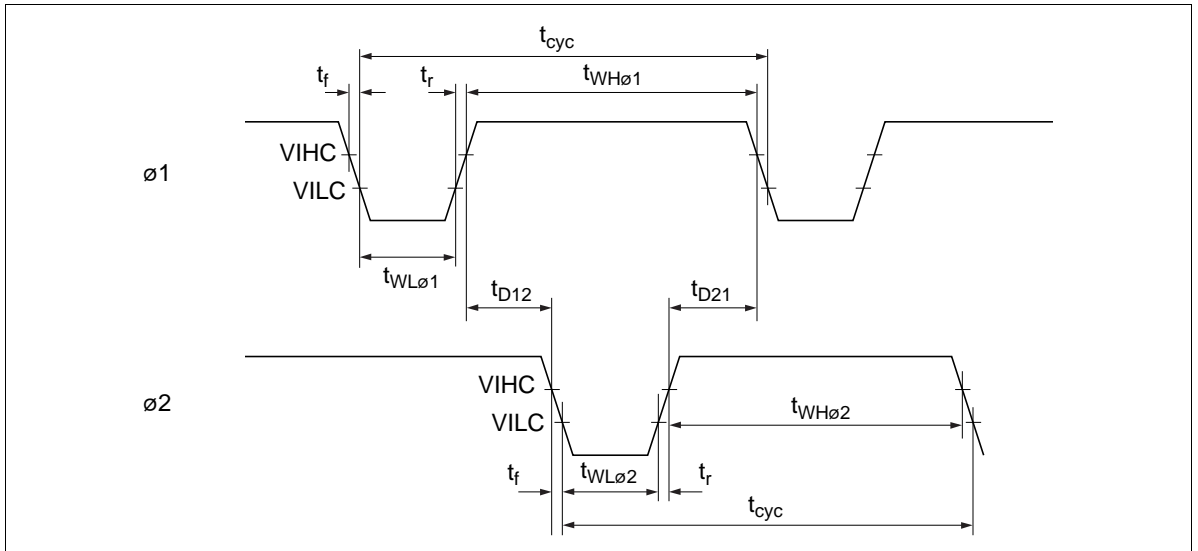 tcyc
tf
tr
tWHø1
VIHC
ø1
VILC
tWLø1
tD12
tD21
VIHC
ø2
tWHø2
VILC
tf
tWLø2
tr
tcyc